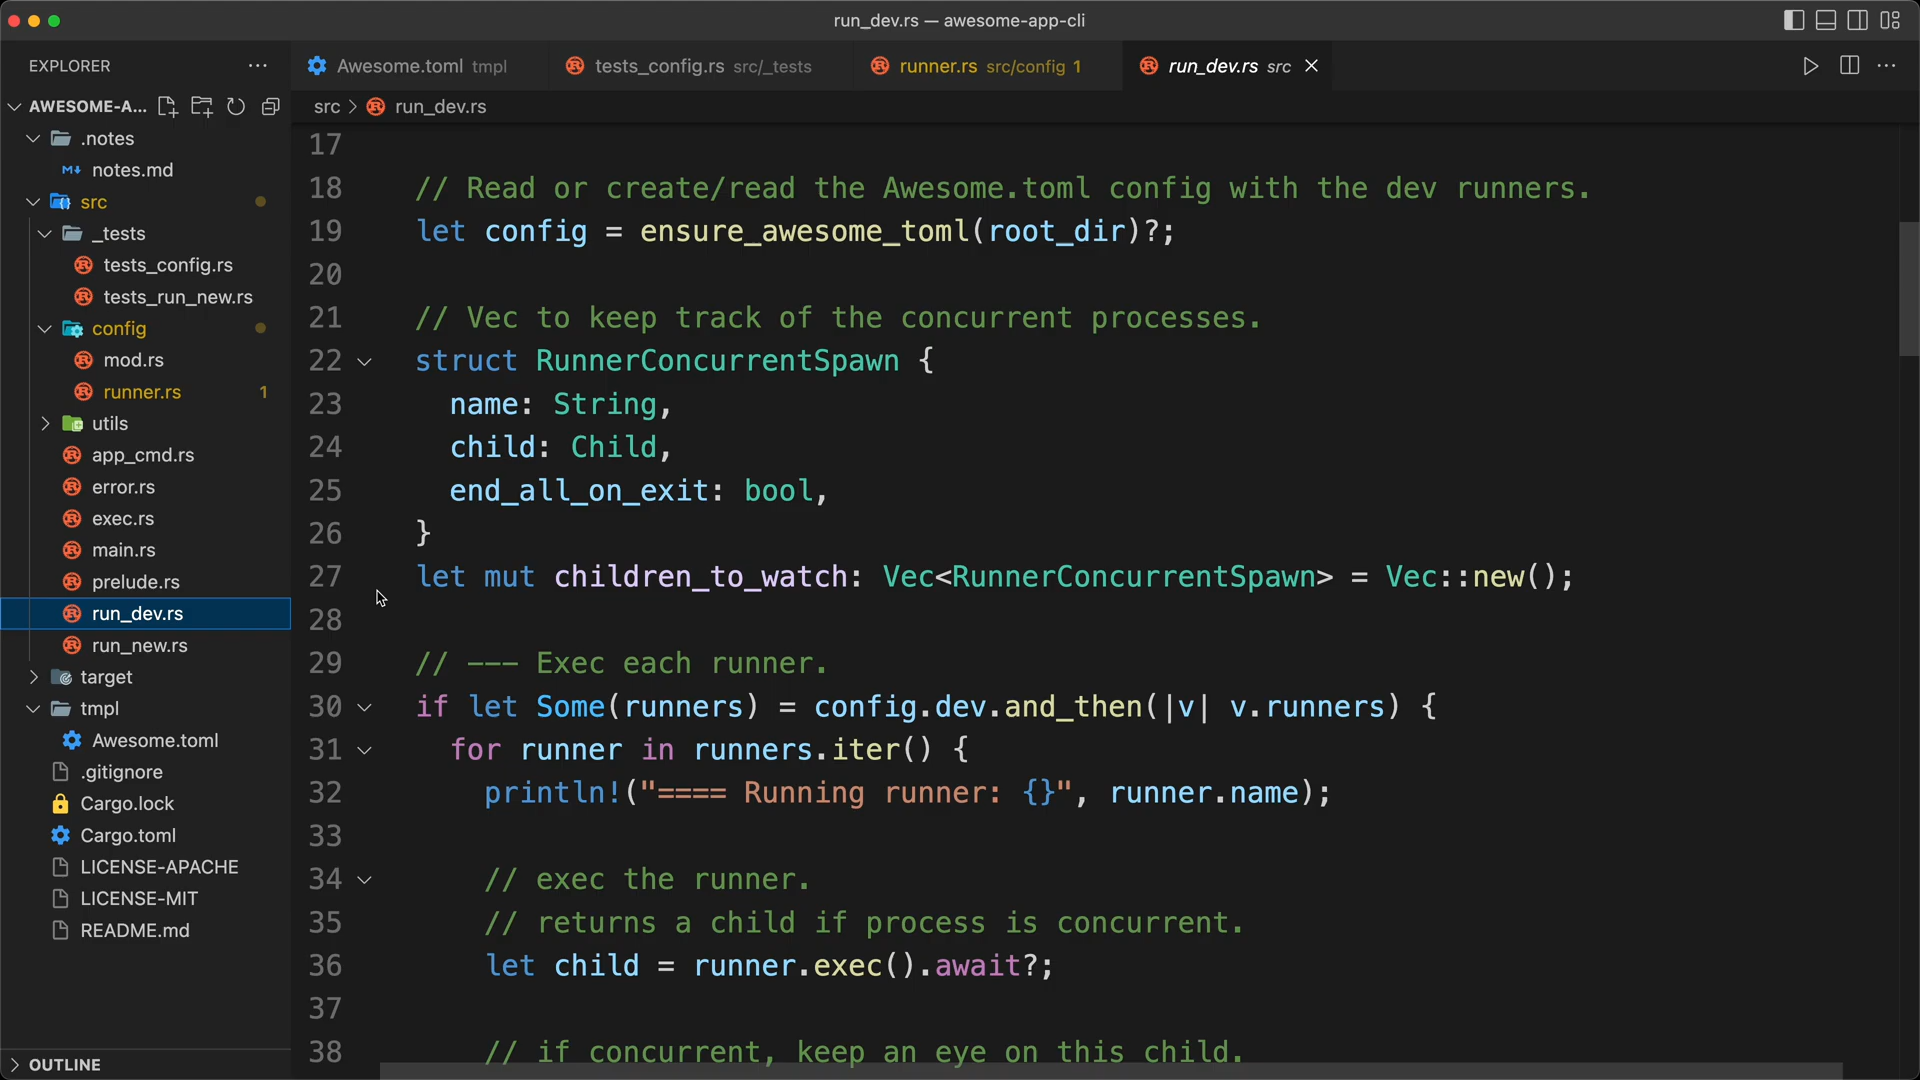 run_dev.rs — awesome-app-cli
EXPLORER
AWESOME-A...
.notes
notes.md
src
_tests
tests_config.rs
tests_run_new.rs
config
mod.rs
runner.rs 1
utils
app_cmd.rs
error.rs
exec.rs
main.rs
prelude.rs
run_dev.rs
run_new.rs
target
tmpl
Awesome.toml
.gitignore
Cargo.lock
Cargo.toml
LICENSE-APACHE
LICENSE-MIT
README.md
OUTLINE
Awesome.toml tmpl
tests_config.rs src/_tests
runner.rs src/config 1
run_dev.rs src
src > run_dev.rs
17
18 // Read or create/read the Awesome.toml config with the dev runners.
19 let config = ensure_awesome_toml(root_dir)?;
20
21 // Vec to keep track of the concurrent processes.
22 struct RunnerConcurrentSpawn {
23 name: String,
24 child: Child,
25 end_all_on_exit: bool,
26 }
27 let mut children_to_watch: Vec<RunnerConcurrentSpawn> = Vec::new();
28
29 // --- Exec each runner.
30 if let Some(runners) = config.dev.and_then(|v| v.runners) {
31 for runner in runners.iter() {
32 println!("==== Running runner: {}", runner.name);
33
34 // exec the runner.
35 // returns a child if process is concurrent.
36 let child = runner.exec().await?;
37
38 // if concurrent, keep an eye on this child.